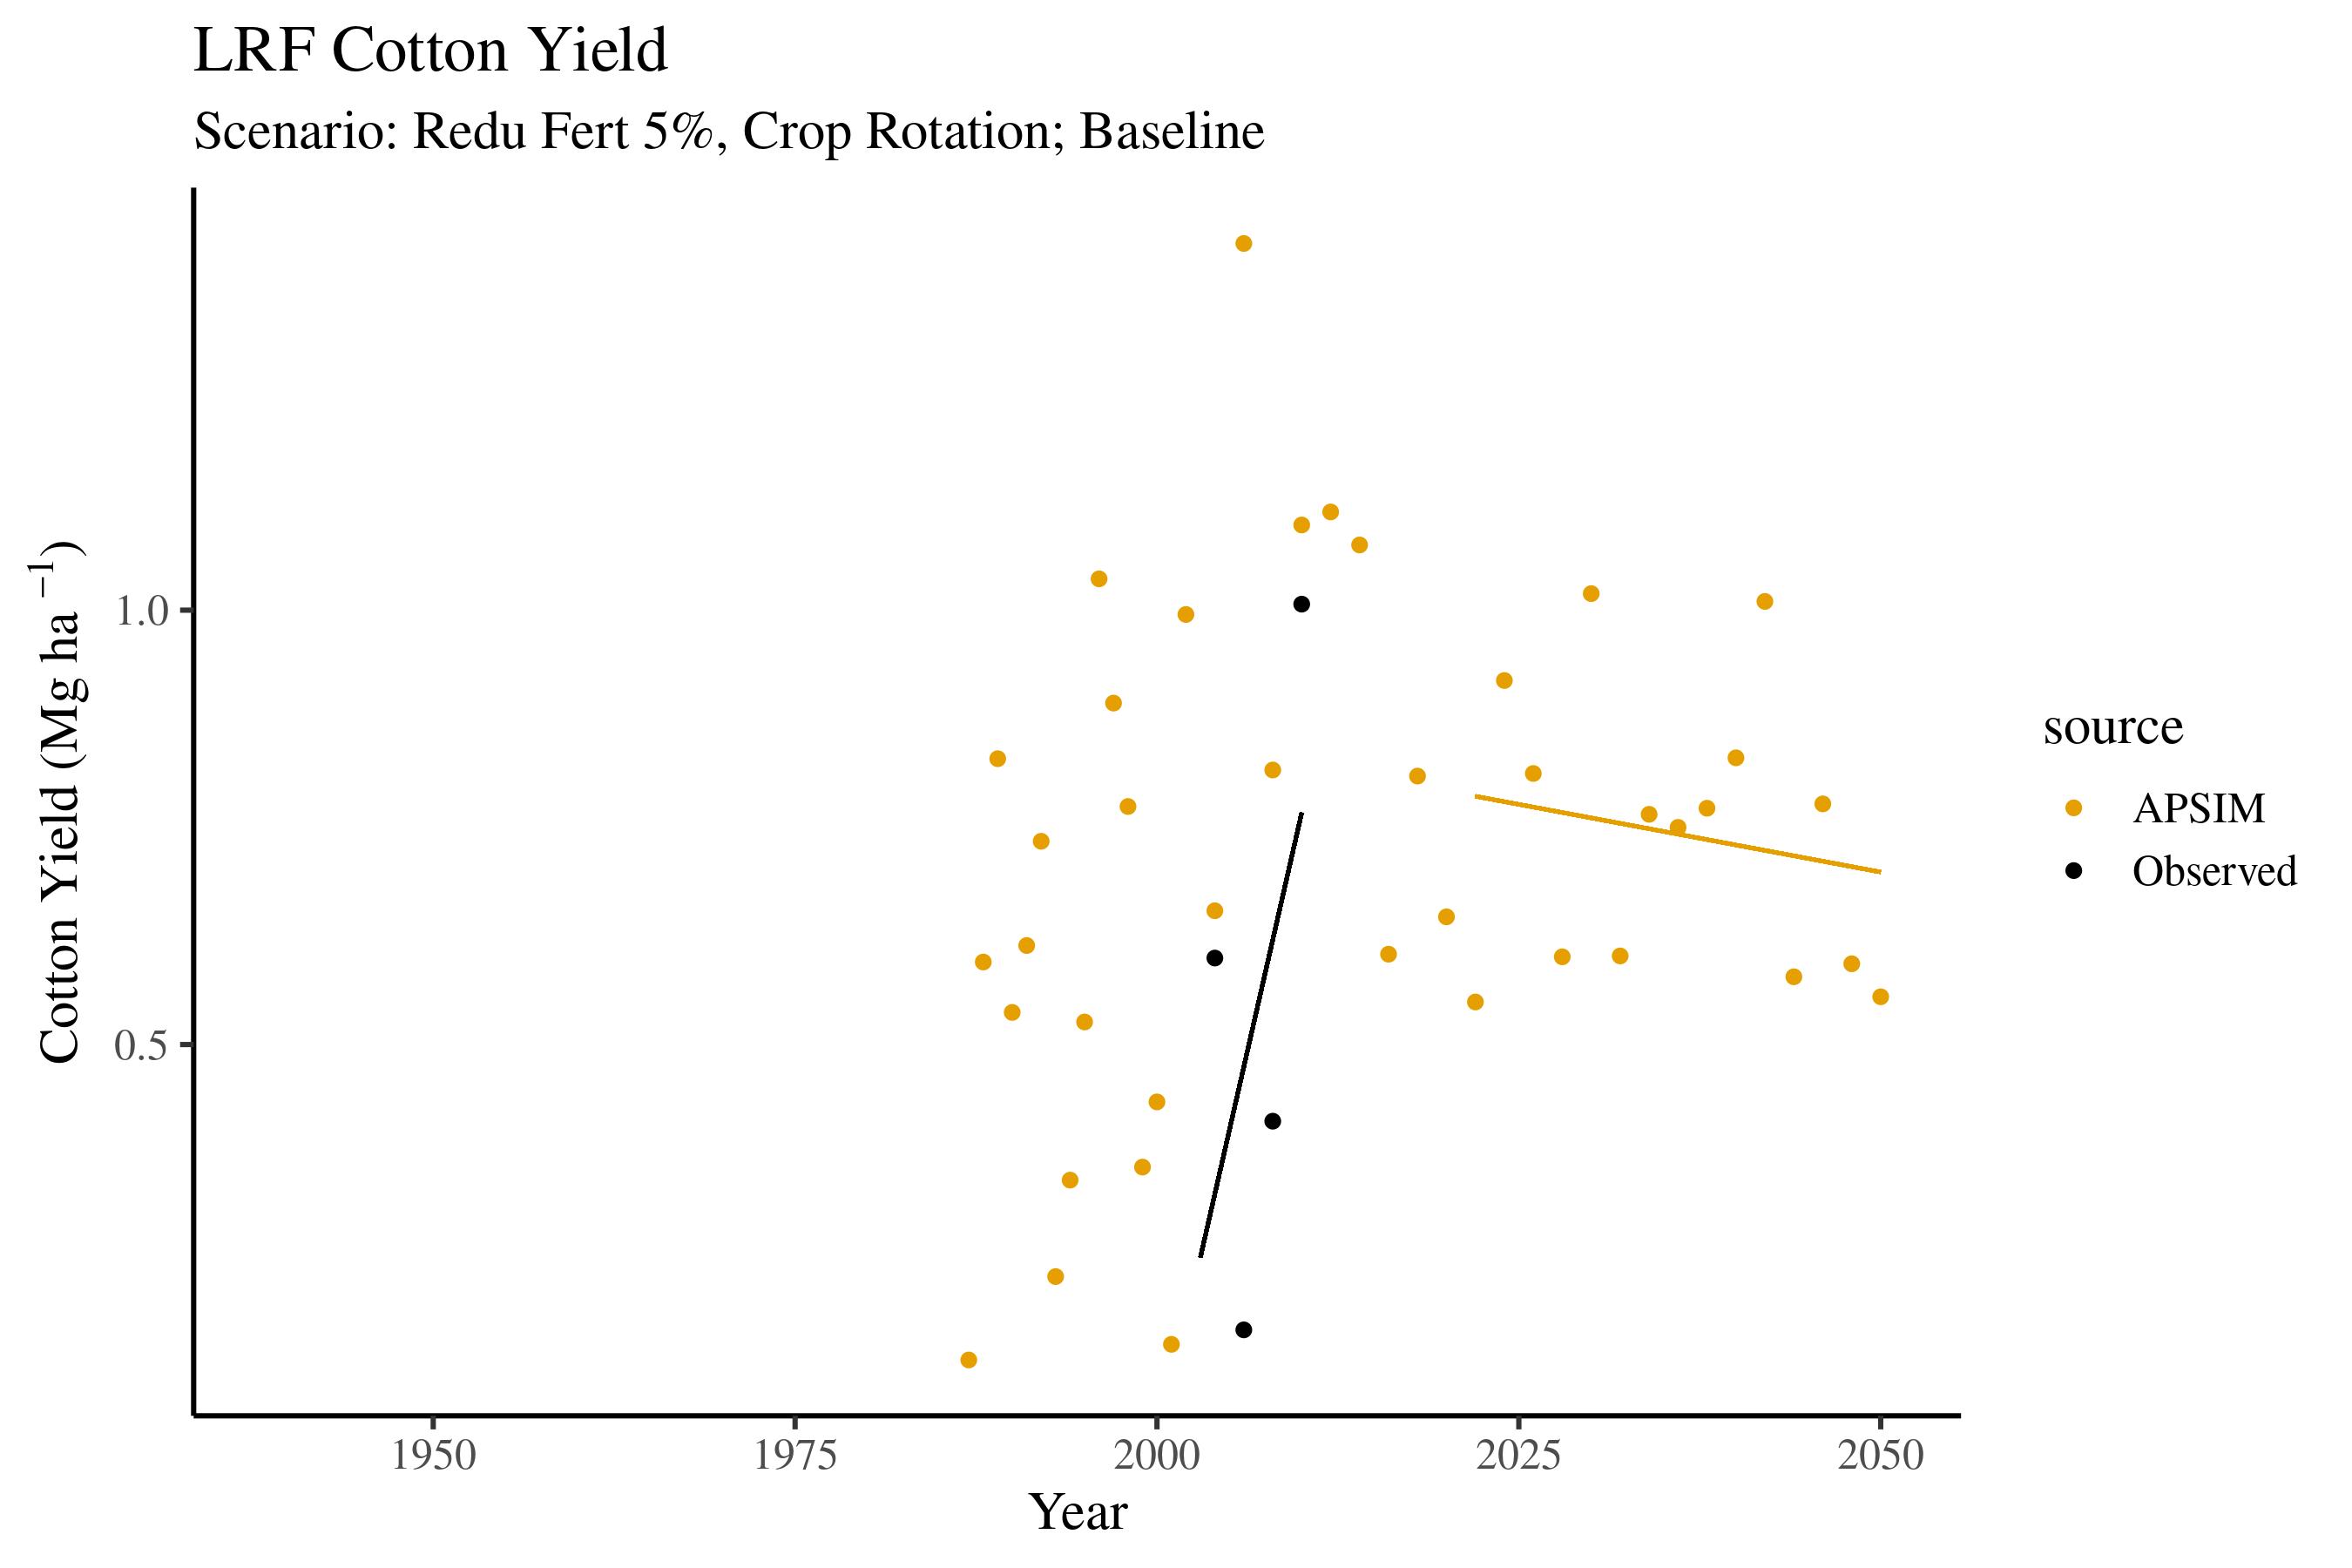 LRF Cotton Yield
Scenario: Redu Fert 5%, Crop Rotation; Baseline
Cotton Yield (Mg ha −1)
1.0
0.5
1950 1975 2000 2025 2050
Year
source
APSIM
Observed